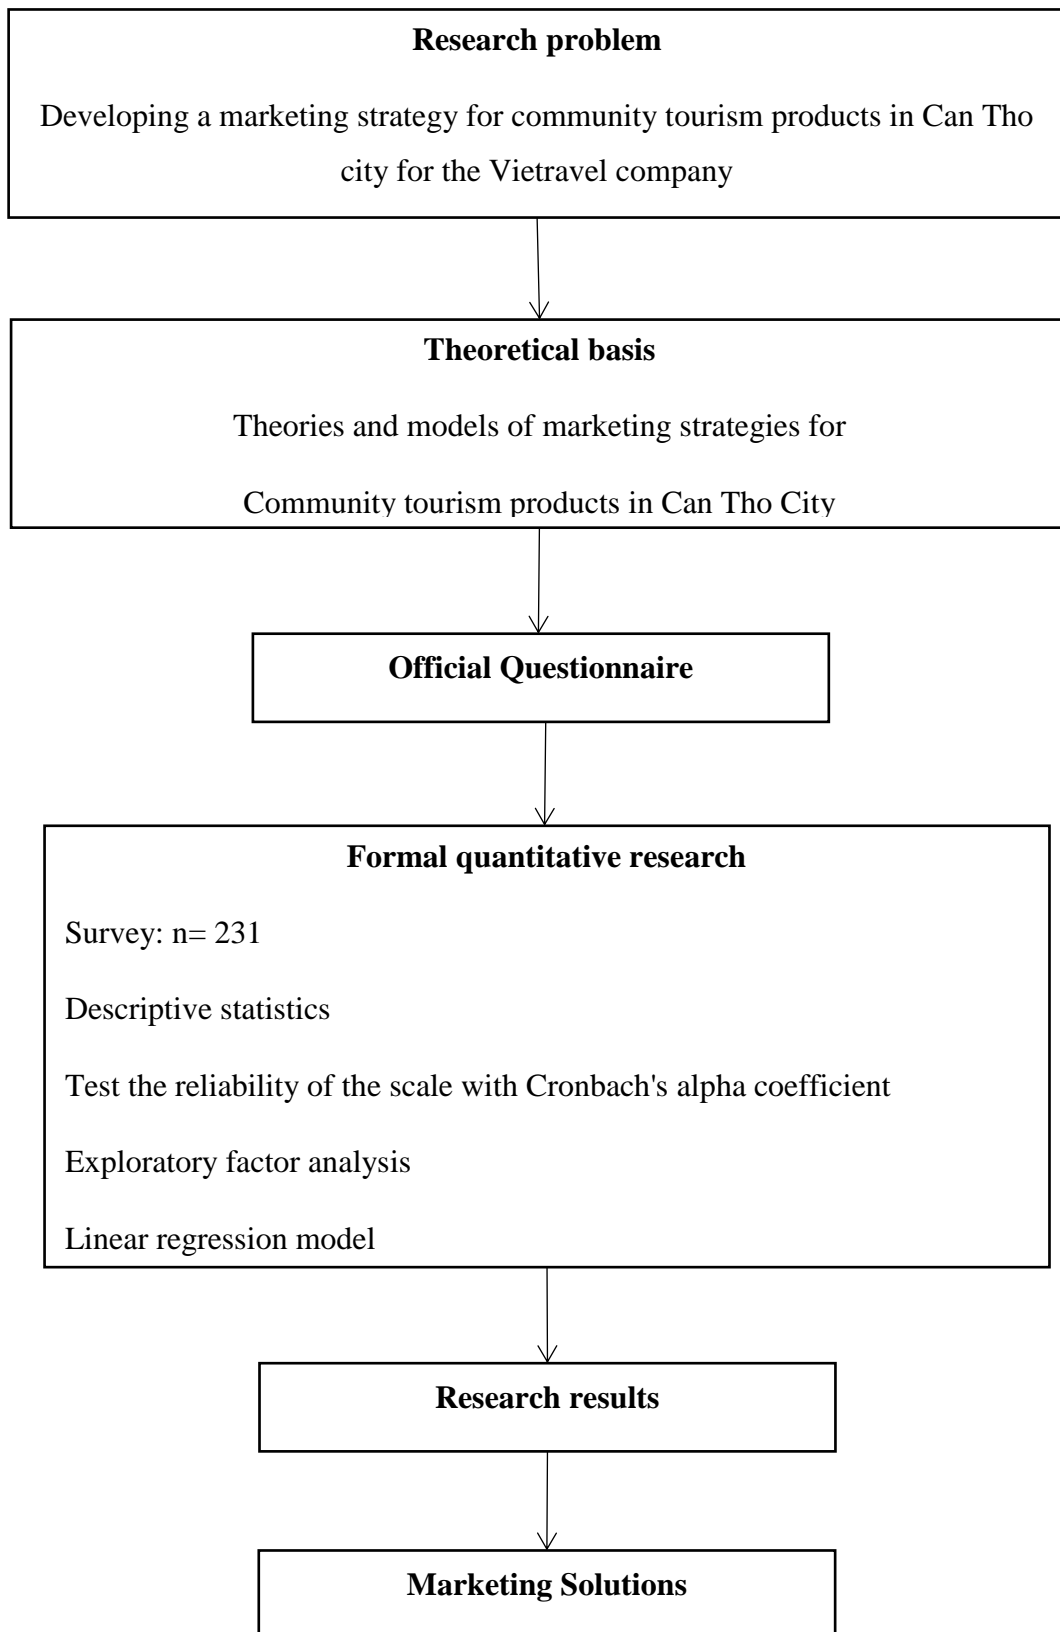 Research problem
Developing a marketing strategy for community tourism products in Can Tho
city for the Vietravel company
Theoretical basis
Theories and models of marketing strategies for
Community tourism products in Can Tho City
Official Questionnaire
Formal quantitative research
Survey: n= 231
Descriptive statistics
Test the reliability of the scale with Cronbach's alpha coefficient
Exploratory factor analysis
Linear regression model
Research results
Marketing Solutions